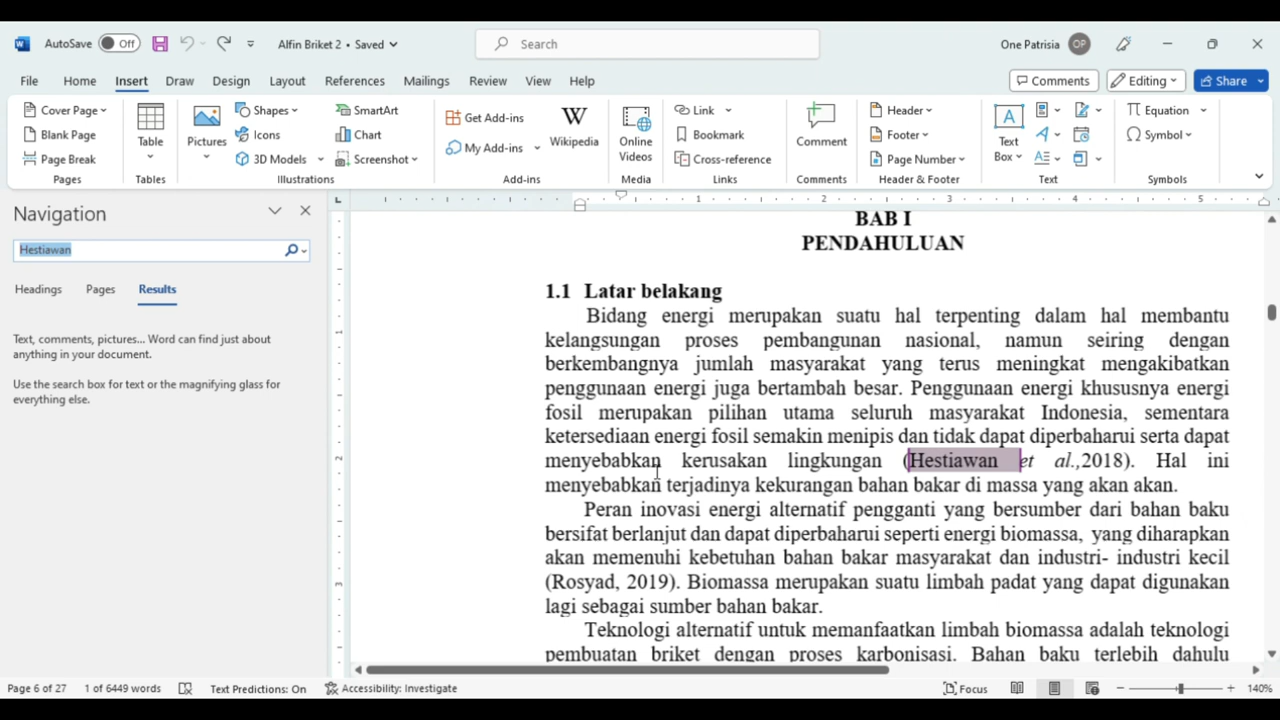 AutoSave Off Alfin Briket 2 • Saved Search One Patrisia OP
File Home Insert Draw Design Layout References Mailings Review View Help Comments Editing Share
Cover Page
Blank Page
Page Break
Pages
Table
Tables
Pictures
Shapes
Icons
3D Models
SmartArt
Chart
Screenshot
Illustrations
Get Add-ins
My Add-ins
W
Wikipedia
Add-ins
Online
Videos
Media
Link
Bookmark
Cross-reference
Links
Comment
Comments
Header
Footer
Page Number
Header & Footer
A
Text
Box
Text
Equation
Symbol
Symbols
Navigation
Hestiawan
Headings Pages Results
Text, comments, pictures... Word can find just about
anything in your document.
Use the search box for text or the magnifying glass for
everything else.
1 2 3 4 5
1
2
3
BAB I
PENDAHULUAN
1.1 Latar belakang
Bidang energi merupakan suatu hal terpenting dalam hal membantu
kelangsungan proses pembangunan nasional, namun seiring dengan
berkembangnya jumlah masyarakat yang terus meningkat mengakibatkan
penggunaan energi juga bertambah besar. Penggunaan energi khususnya energi
fosil merupakan pilihan utama seluruh masyarakat Indonesia, sementara
ketersediaan energi fosil semakin menipis dan tidak dapat diperbaharui serta dapat
menyebabkan kerusakan lingkungan (Hestiawan et al.,2018). Hal ini
menyebabkan terjadinya kekurangan bahan bakar di massa yang akan akan.
Peran inovasi energi alternatif pengganti yang bersumber dari bahan baku
bersifat berlanjut dan dapat diperbaharui seperti energi biomassa, yang diharapkan
akan memenuhi kebetuhan bahan bakar masyarakat dan industri- industri kecil
(Rosyad, 2019). Biomassa merupakan suatu limbah padat yang dapat digunakan
lagi sebagai sumber bahan bakar.
Teknologi alternatif untuk memanfaatkan limbah biomassa adalah teknologi
pembuatan briket dengan proses karbonisasi. Bahan baku terlebih dahulu
Page 6 of 27 1 of 6449 words Text Predictions: On Accessibility: Investigate Focus 140%